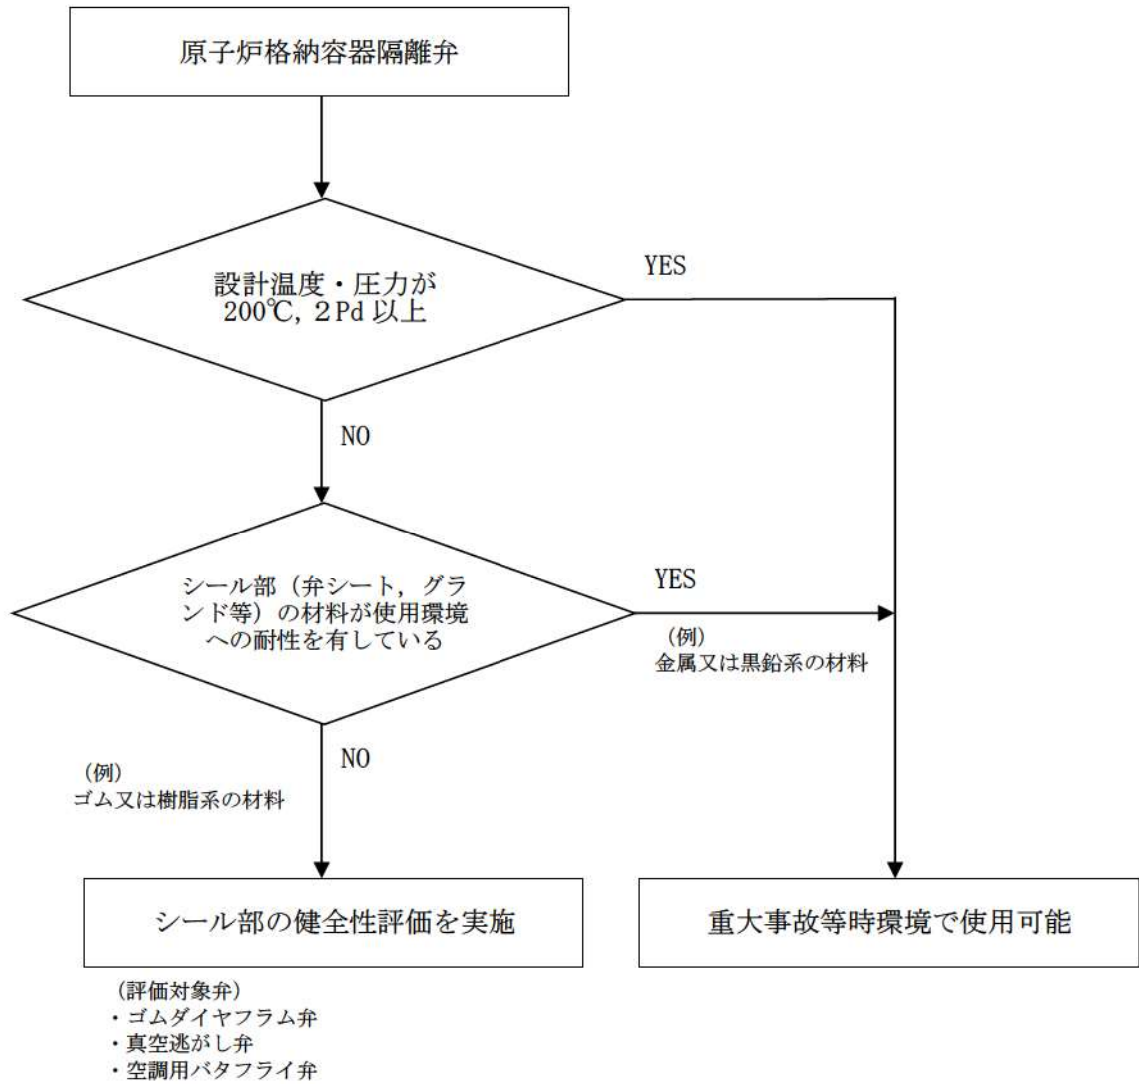 原子炉格納容器隔離弁
設計温度・圧力が
200℃, 2Pd 以上
YES
NO
シール部（弁シート，グラ
ンド等）の材料が使用環境
への耐性を有している
YES
（例）
金属又は黒鉛系の材料
NO
（例）
ゴム又は樹脂系の材料
シール部の健全性評価を実施
重大事故等時環境で使用可能
（評価対象弁）
・ゴムダイヤフラム弁
・真空逃がし弁
・空調用バタフライ弁